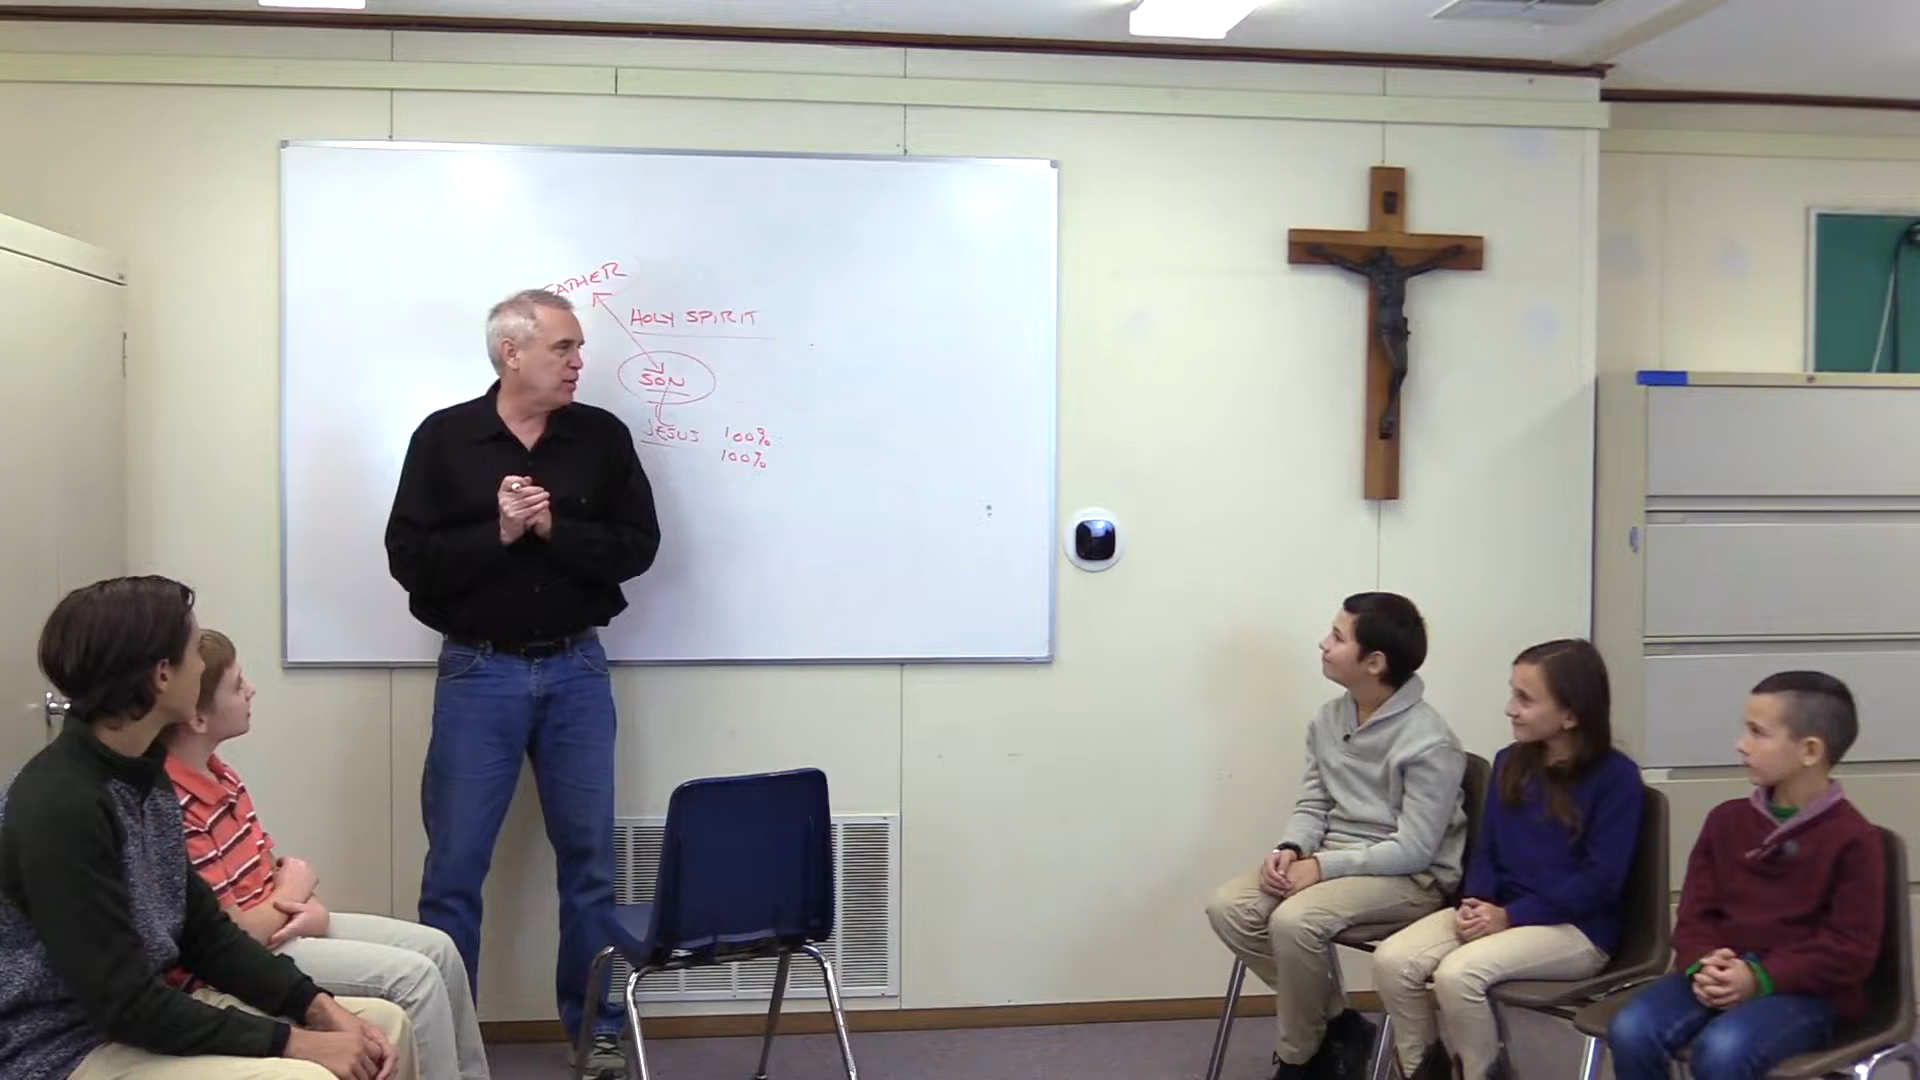 FATHER
HOLY SPIRIT
SON
JESUS 100%
100%